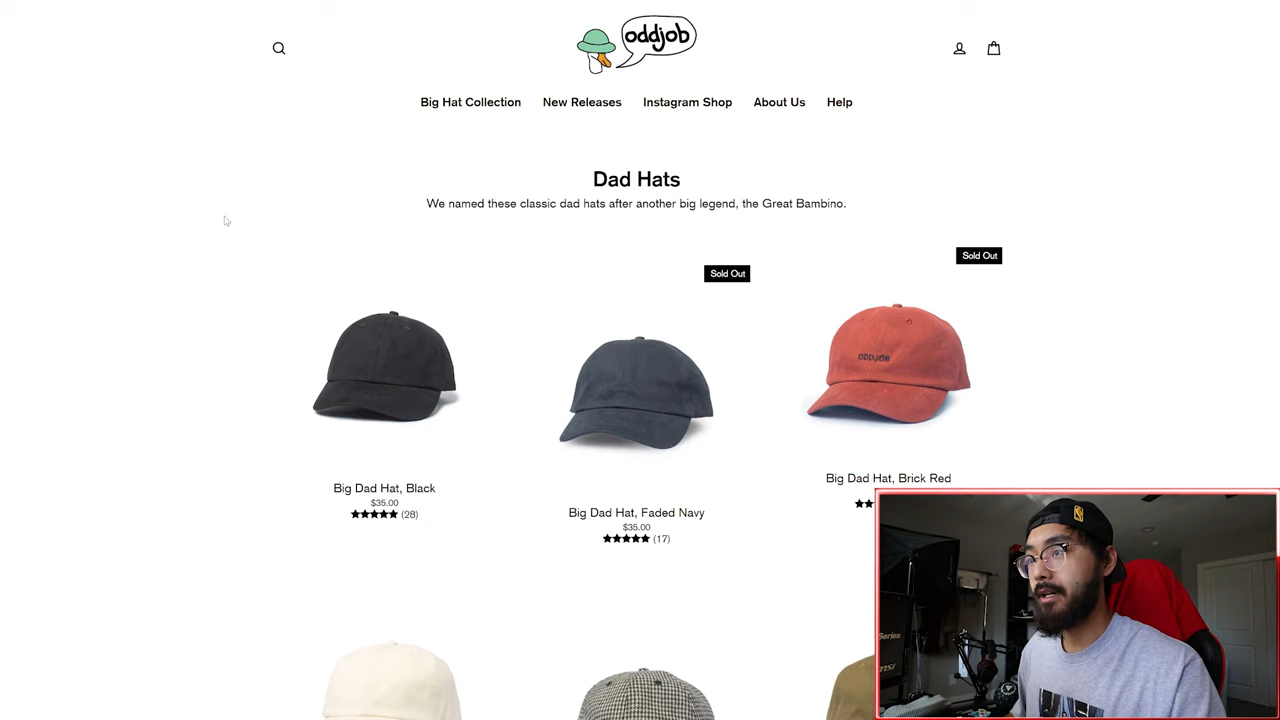 oddjob
Big Hat Collection
New Releases
Instagram Shop
About Us
Help
Dad Hats
We named these classic dad hats after another big legend, the Great Bambino.
Sold Out
Sold Out
ODDJOB
Big Dad Hat, Black
$35.00
(28)
Big Dad Hat, Faded Navy
$35.00
(17)
Big Dad Hat, Brick Red
Series
msi